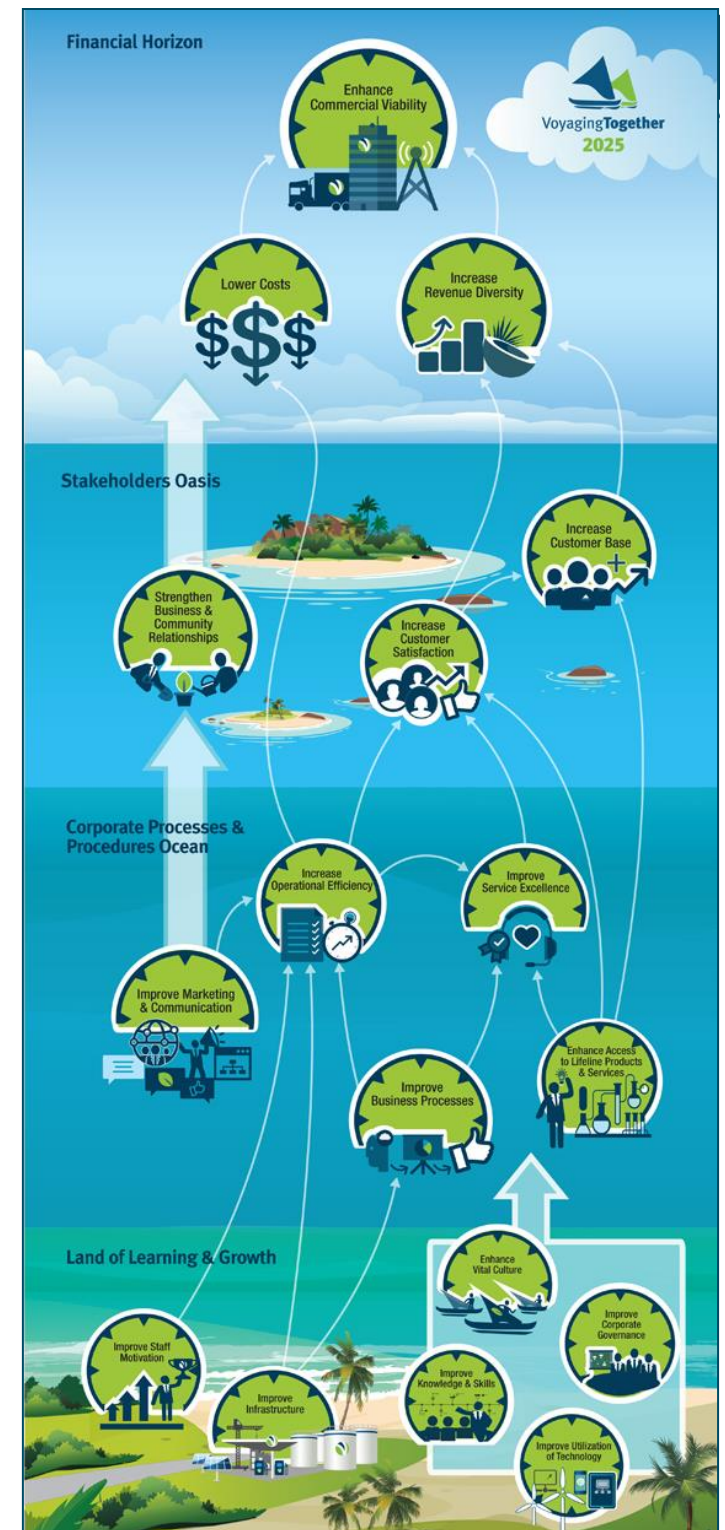 Financial Horizon
Enhance
Commercial Viability
VoyagingTogether
2025
Lower Costs
Increase
Revenue Diversity
$$$
Stakeholders Oasis
Increase
Customer Base
Strengthen
Business &
Community
Relationships
Increase
Customer
Satisfaction
Corporate Processes &
Procedures Ocean
Increase
Operational Efficiency
Improve
Service Excellence
Improve Marketing
& Communication
Enhance Access
to Lifeline Products
& Services
Improve
Business Processes
Land of Learning & Growth
Enhance
Vital Culture
Improve
Corporate
Governance
Improve Staff
Motivation
Improve
Knowledge & Skills
Improve
Infrastructure
Improve Utilization
of Technology